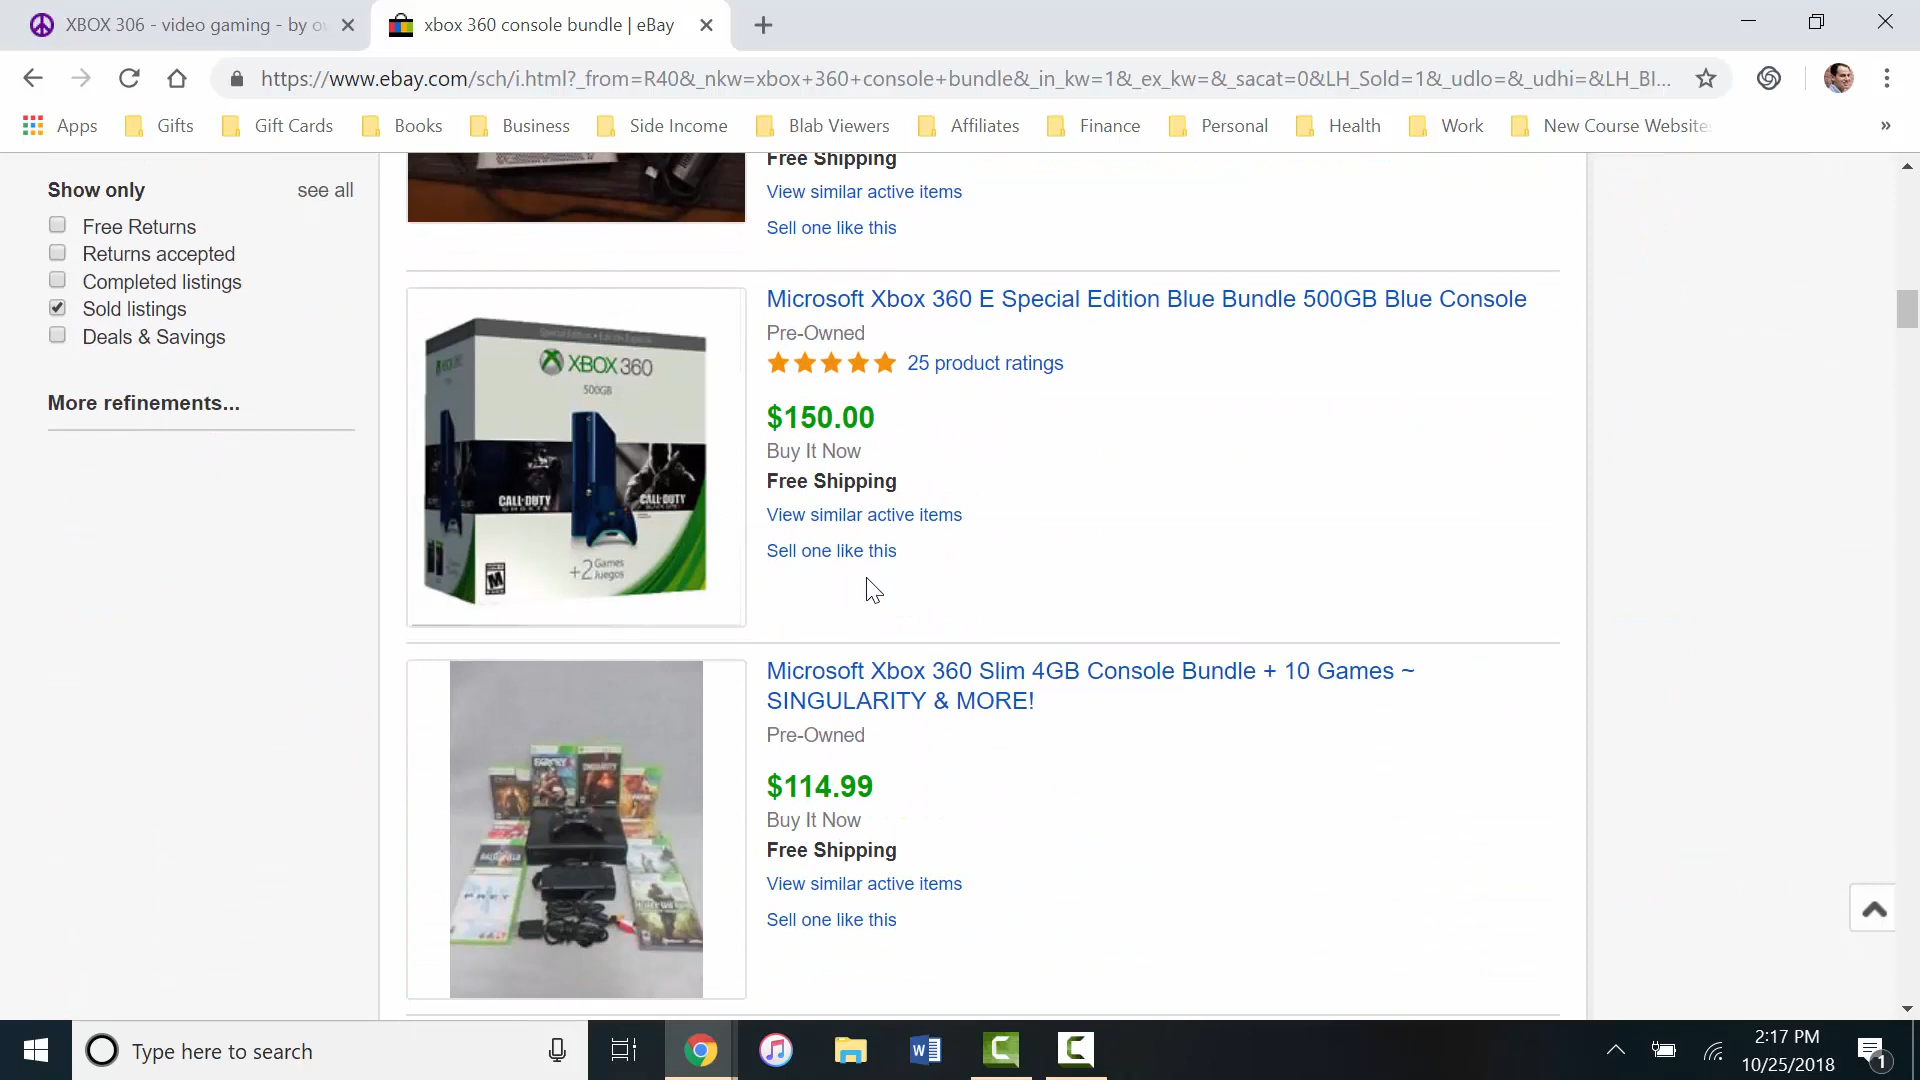 XBOX 306 - video gaming - by o
xbox 360 console bundle | eBay
https://www.ebay.com/sch/i.html?_from=R40&_nkw=xbox+360+console+bundle&_in_kw=1&_ex_kw=&_sacat=0&LH_Sold=1&_udlo=&_udhi=&LH_BI...
Apps Gifts Gift Cards Books Business Side Income Blab Viewers Affiliates Finance Personal Health Work New Course Website »
Show only see all
Free Returns
Returns accepted
Completed listings
Sold listings
Deals & Savings
More refinements...
Free Shipping
View similar active items
Sell one like this
Special Edition
XBOX 360
500GB
CALL·DUTY
GHOSTS
CALL·DUTY
M
+2 Games
Juegos
Microsoft Xbox 360 E Special Edition Blue Bundle 500GB Blue Console
Pre-Owned
25 product ratings
$150.00
Buy It Now
Free Shipping
View similar active items
Sell one like this
FARCRY
SINGULARITY
PREY
Microsoft Xbox 360 Slim 4GB Console Bundle + 10 Games ~
SINGULARITY & MORE!
Pre-Owned
$114.99
Buy It Now
Free Shipping
View similar active items
Sell one like this
Type here to search
2:17 PM
10/25/2018
1